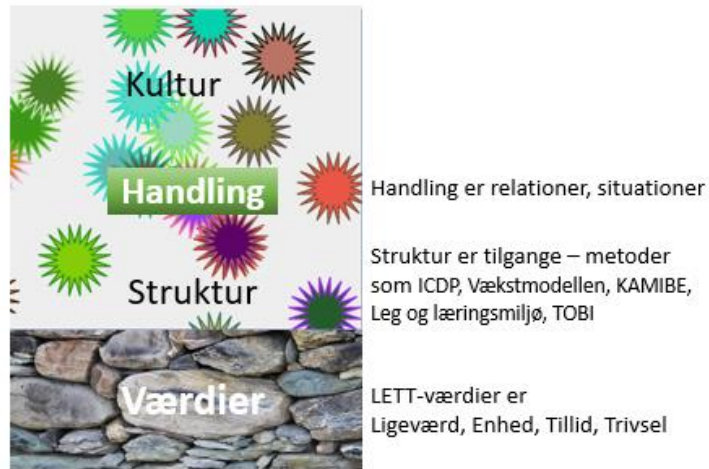 Kultur
Handling
Handling er relationer, situationer
Struktur er tilgange – metoder
som ICDP, Vækstmodellen, KAMIBE,
Leg og læringsmiljø, TOBI
Struktur
Værdier
LETT-værdier er
Ligeværd, Enhed, Tillid, Trivsel